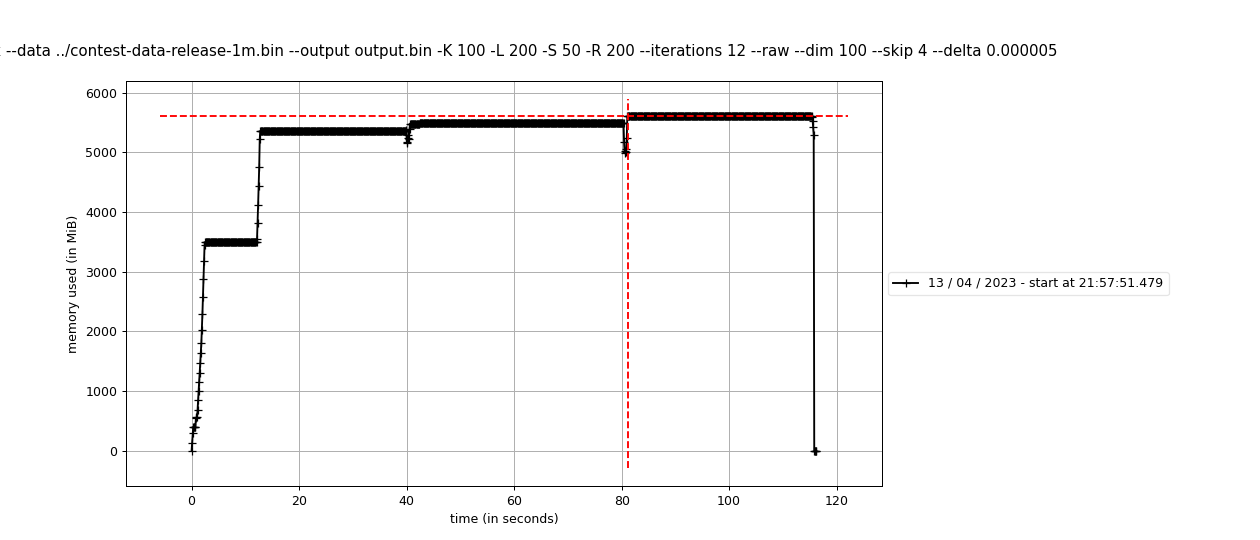 --data ../contest-data-release-1m.bin --output output.bin -K 100 -L 200 -S 50 -R 200 --iterations 12 --raw --dim 100 --skip 4 --delta 0.000005
6000
5000
4000
3000
2000
1000
0
memory used (in MiB)
13 / 04 / 2023 - start at 21:57:51.479
0 20 40 60 80 100 120
time (in seconds)